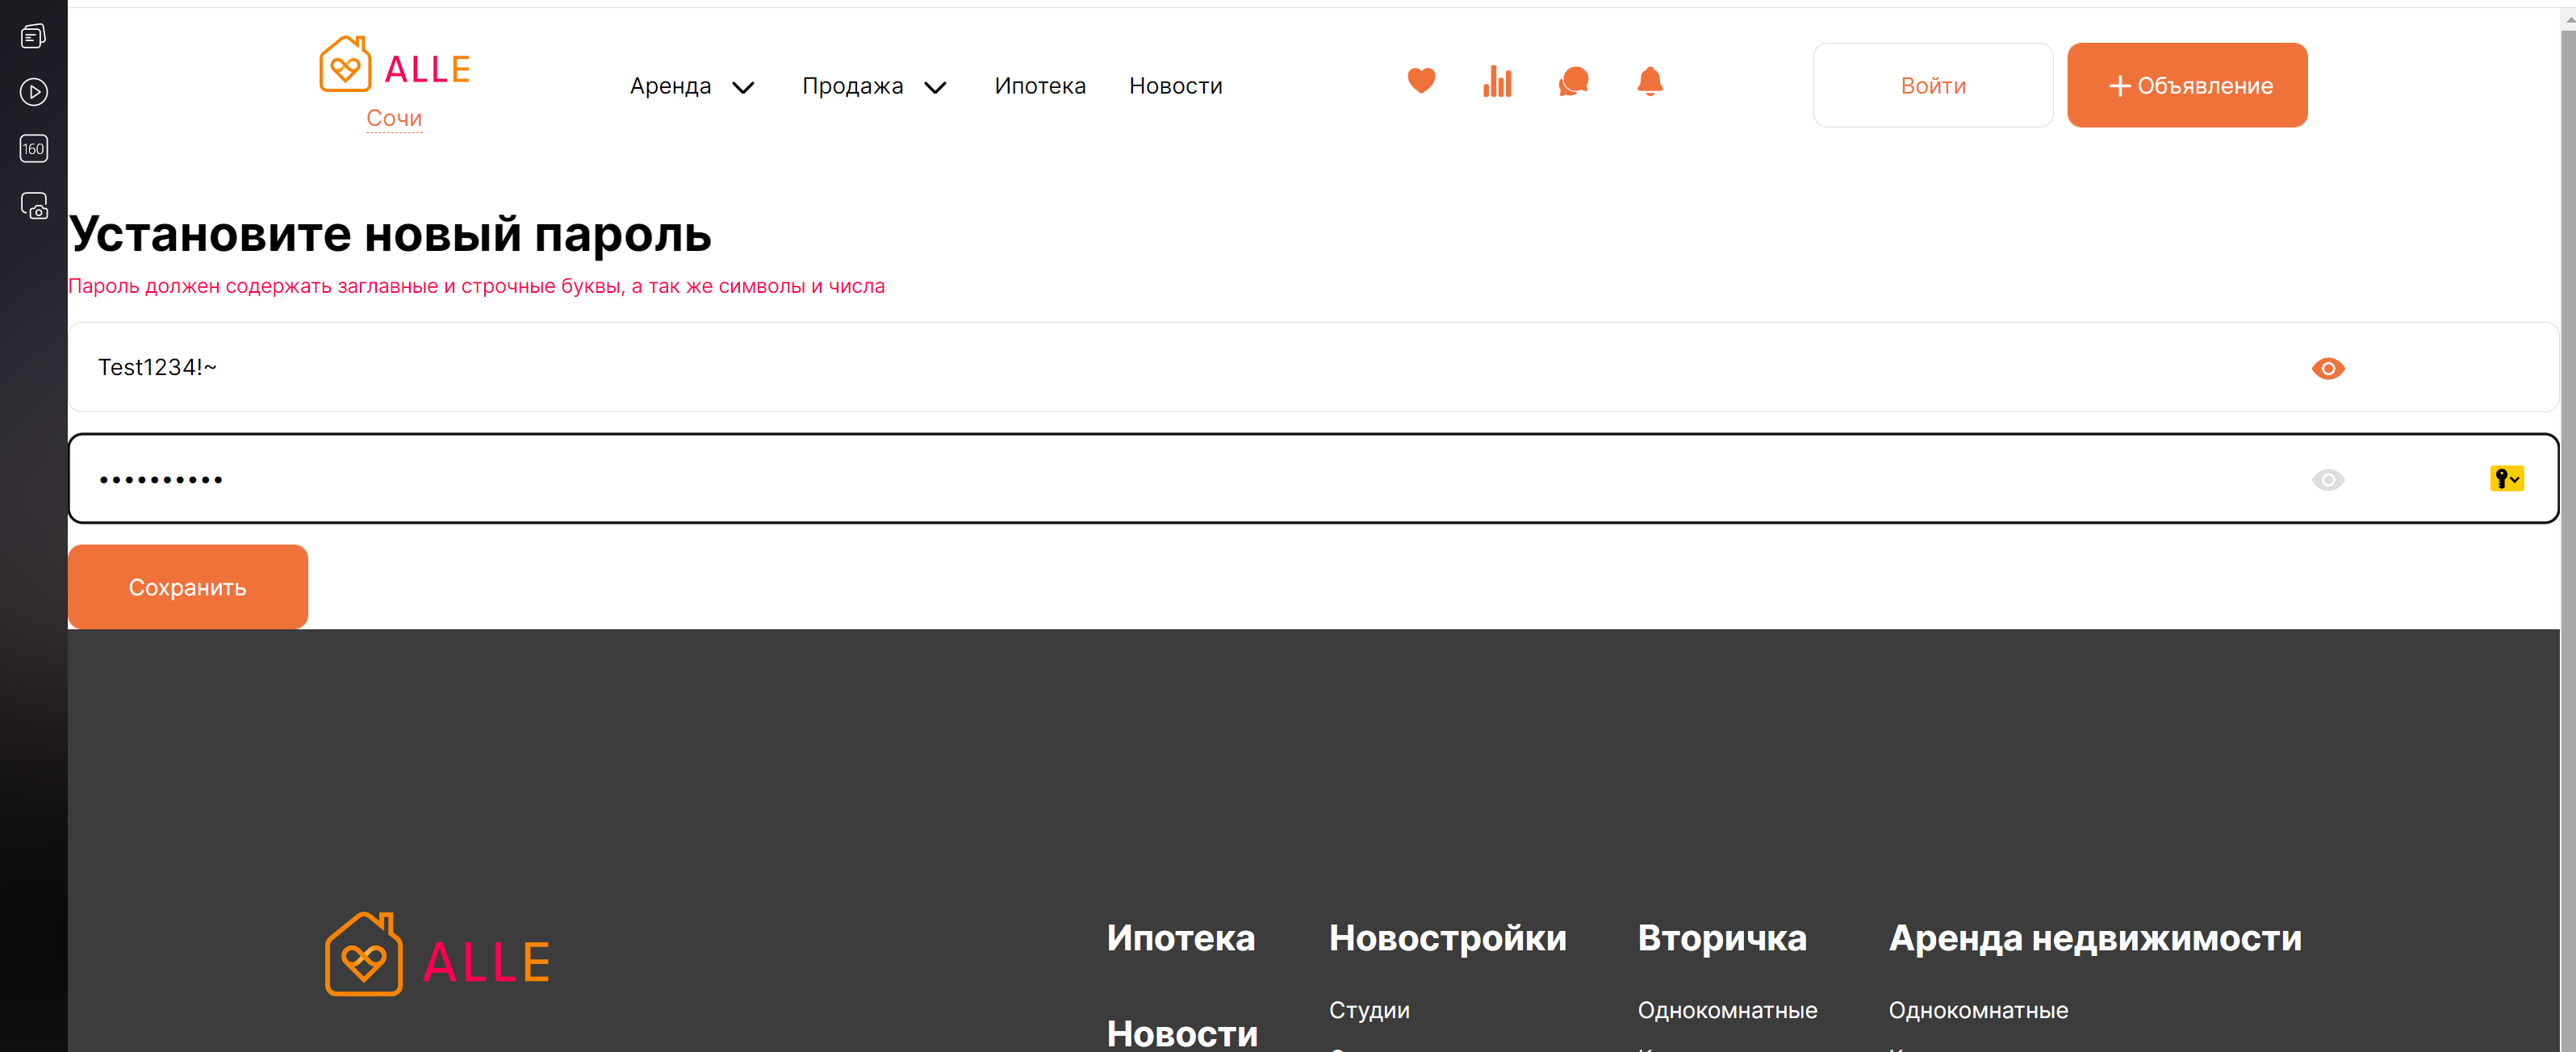 160
ALLE
Сочи
Аренда
Продажа
Ипотека
Новости
Войти
+ Объявление
Установите новый пароль
Пароль должен содержать заглавные и строчные буквы, а так же символы и числа
Test1234!~
••••••••••
Сохранить
ALLE
Ипотека
Новости
Новостройки
Студии
Вторичка
Однокомнатные
Аренда недвижимости
Однокомнатные